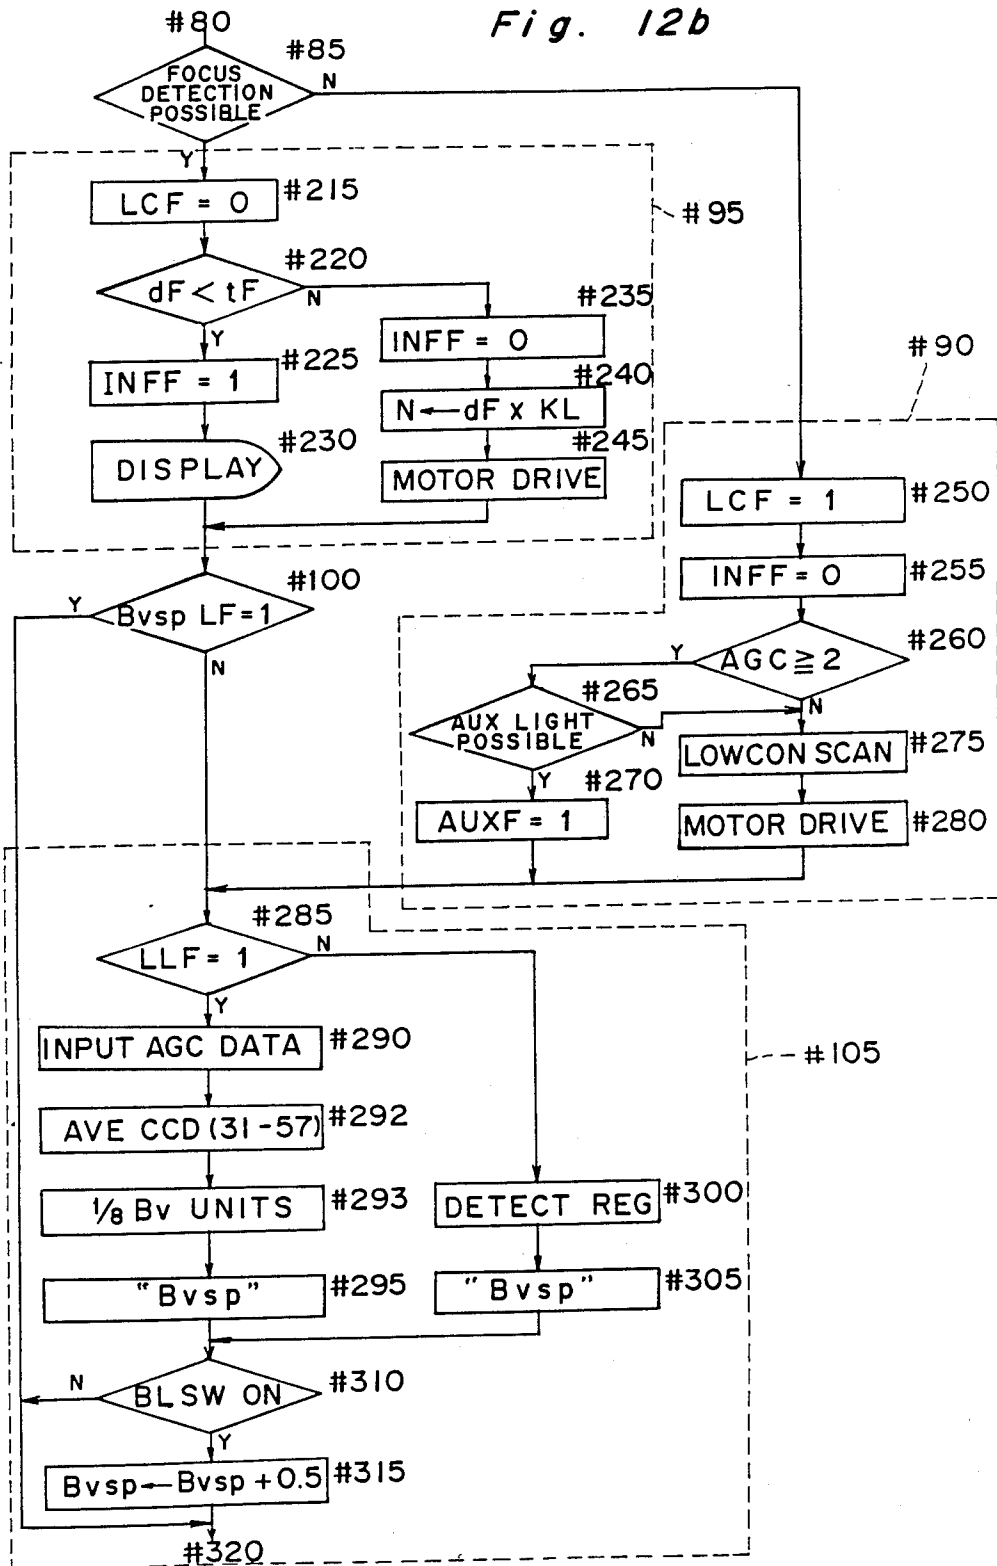 Fig. 12b
#80
#85
FOCUS
DETECTION
POSSIBLE
N
Y
LCF = 0
#215
#95
dF < tF
#220
N
Y
INFF = 1
#225
DISPLAY
#230
#235
INFF = 0
#240
N ← dF x KL
#245
MOTOR DRIVE
#90
LCF = 1
#250
INFF = 0
#255
AGC ≧ 2
#260
Y
N
#265
AUX LIGHT
POSSIBLE
N
Y
#270
AUXF = 1
LOWCON SCAN
#275
MOTOR DRIVE
#280
#100
Y
Bvsp LF = 1
N
#285
LLF = 1
N
Y
INPUT AGC DATA
#290
#105
AVE CCD (31-57)
#292
1/8 Bv UNITS
#293
"Bvsp"
#295
DETECT REG
#300
"Bvsp"
#305
N
BLSW ON
#310
Y
Bvsp ← Bvsp + 0.5
#315
#320